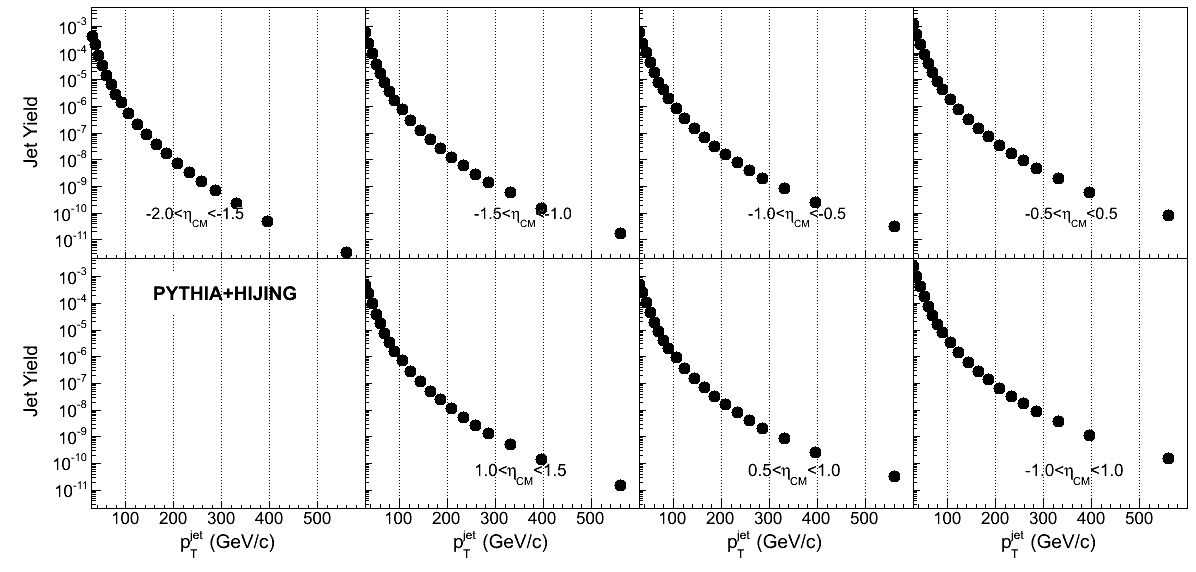 Jet Yield
10^-3
10^-4
10^-5
10^-6
10^-7
10^-8
10^-9
10^-10
10^-11
-2.0<η_CM<-1.5
-1.5<η_CM<-1.0
-1.0<η_CM<-0.5
-0.5<η_CM<0.5
Jet Yield
10^-3
10^-4
10^-5
10^-6
10^-7
10^-8
10^-9
10^-10
10^-11
PYTHIA+HIJING
1.0<η_CM<1.5
0.5<η_CM<1.0
-1.0<η_CM<1.0
100 200 300 400 500 100 200 300 400 500 100 200 300 400 500 100 200 300 400 500
p_T^jet (GeV/c) p_T^jet (GeV/c) p_T^jet (GeV/c) p_T^jet (GeV/c)